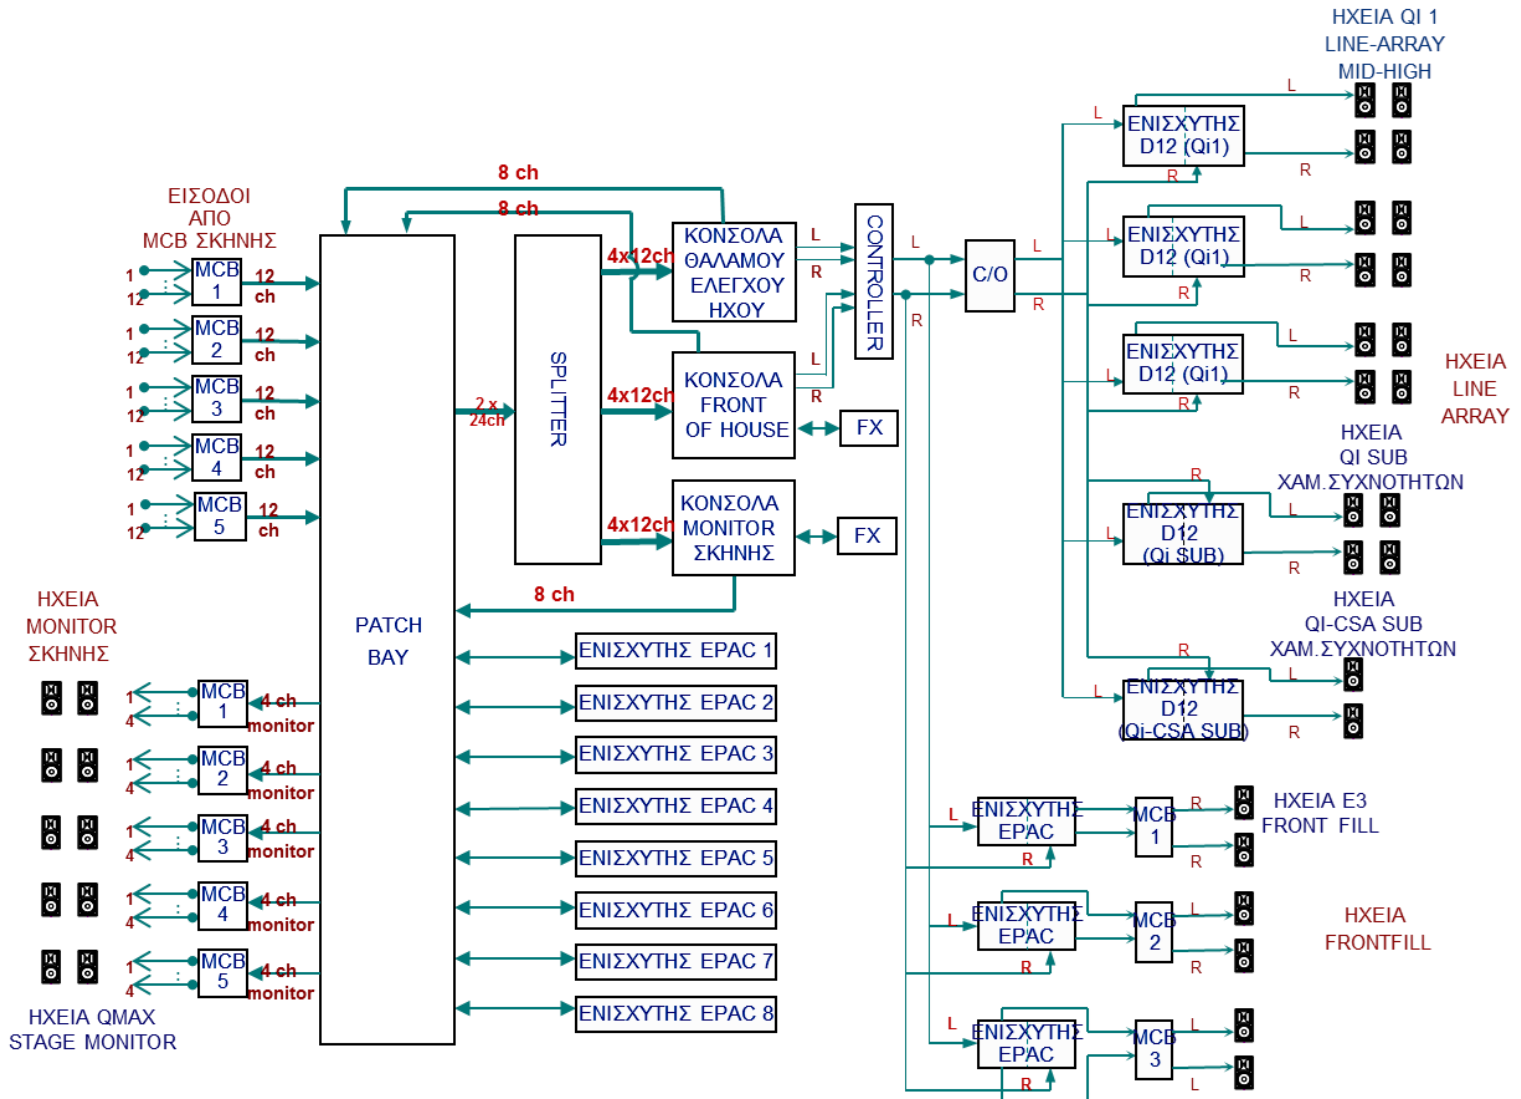 ΗΧΕΙΑ QI 1
LINE-ARRAY
MID-HIGH
L
L
ΕΝΙΣΧΥΤΗΣ
D12 (Qi1)
R
R
8 ch
8 ch
ΕΙΣΟΔΟΙ
ΑΠΟ
MCB ΣΚΗΝΗΣ
1
12
MCB
1
12
ch
1
12
MCB
2
12
ch
1
12
MCB
3
12
ch
1
12
MCB
4
12
ch
1
12
MCB
5
12
ch
PATCH
BAY
2 x
24ch
SPLITTER
4x12ch
ΚΟΝΣΟΛΑ
ΘΑΛΑΜΟΥ
ΕΛΕΓΧΟΥ
ΗΧΟΥ
L
R
4x12ch
ΚΟΝΣΟΛΑ
FRONT
OF HOUSE
L
R
FX
4x12ch
ΚΟΝΣΟΛΑ
MONITOR
ΣΚΗΝΗΣ
FX
8 ch
CONTROLLER
L
R
C/O
L
R
L
ΕΝΙΣΧΥΤΗΣ
D12 (Qi1)
L
R
R
L
ΕΝΙΣΧΥΤΗΣ
D12 (Qi1)
L
R
R
ΗΧΕΙΑ
LINE
ARRAY
ΗΧΕΙΑ
QI SUB
ΧΑΜ.ΣΥΧΝΟΤΗΤΩΝ
R
L
ΕΝΙΣΧΥΤΗΣ
D12
(Qi SUB)
L
R
ΗΧΕΙΑ
QI-CSA SUB
ΧΑΜ.ΣΥΧΝΟΤΗΤΩΝ
R
L
ΕΝΙΣΧΥΤΗΣ
D12
(Qi-CSA SUB)
L
R
ΗΧΕΙΑ
MONITOR
ΣΚΗΝΗΣ
1
4
MCB
1
4 ch
monitor
1
4
MCB
2
4 ch
monitor
1
4
MCB
3
4 ch
monitor
1
4
MCB
4
4 ch
monitor
1
4
MCB
5
4 ch
monitor
ΗΧΕΙΑ QMAX
STAGE MONITOR
ΕΝΙΣΧΥΤΗΣ EPAC 1
ΕΝΙΣΧΥΤΗΣ EPAC 2
ΕΝΙΣΧΥΤΗΣ EPAC 3
ΕΝΙΣΧΥΤΗΣ EPAC 4
ΕΝΙΣΧΥΤΗΣ EPAC 5
ΕΝΙΣΧΥΤΗΣ EPAC 6
ΕΝΙΣΧΥΤΗΣ EPAC 7
ΕΝΙΣΧΥΤΗΣ EPAC 8
L
ΕΝΙΣΧΥΤΗΣ
EPAC
R
MCB
1
R
R
ΗΧΕΙΑ E3
FRONT FILL
L
ΕΝΙΣΧΥΤΗΣ
EPAC
R
MCB
2
L
R
ΗΧΕΙΑ
FRONTFILL
L
ΕΝΙΣΧΥΤΗΣ
EPAC
R
MCB
3
L
L